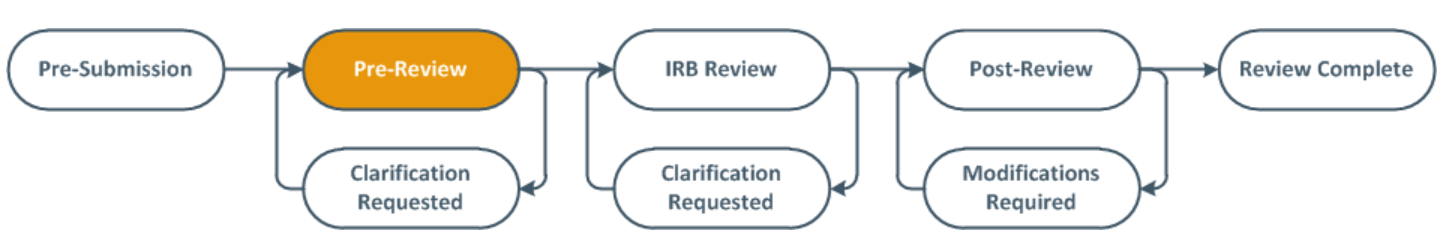 Pre-Submission
Pre-Review
IRB Review
Post-Review
Review Complete
Clarification
Requested
Clarification
Requested
Modifications
Required